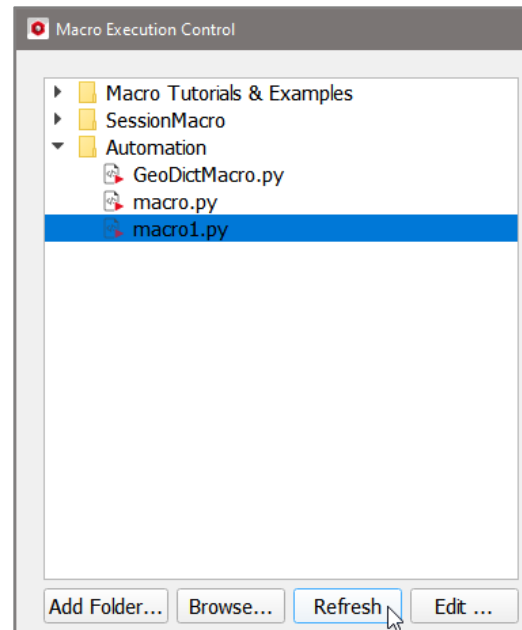 Macro Execution Control
Macro Tutorials & Examples
SessionMacro
Automation
GeoDictMacro.py
macro.py
macro1.py
Add Folder... Browse... Refresh Edit ...